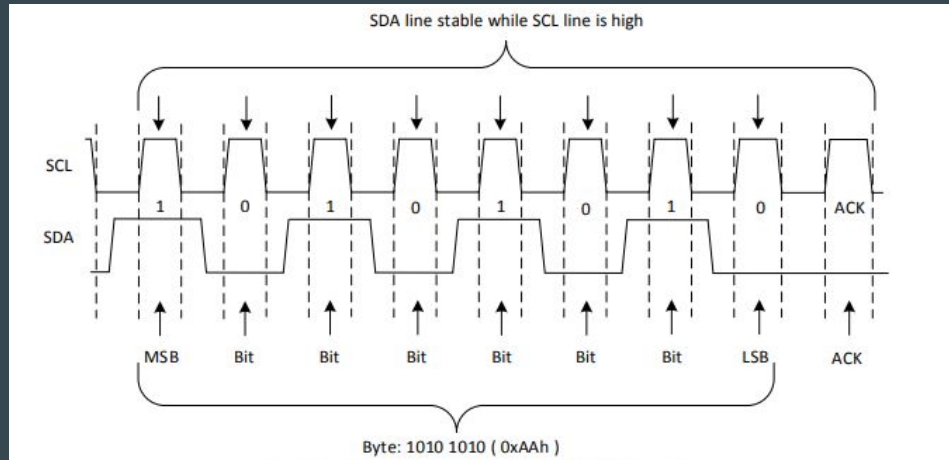 SDA line stable while SCL line is high
SCL
1 0 1 0 1 0 1 0 ACK
SDA
MSB Bit Bit Bit Bit Bit Bit LSB ACK
Byte: 1010 1010 ( 0xAAh )